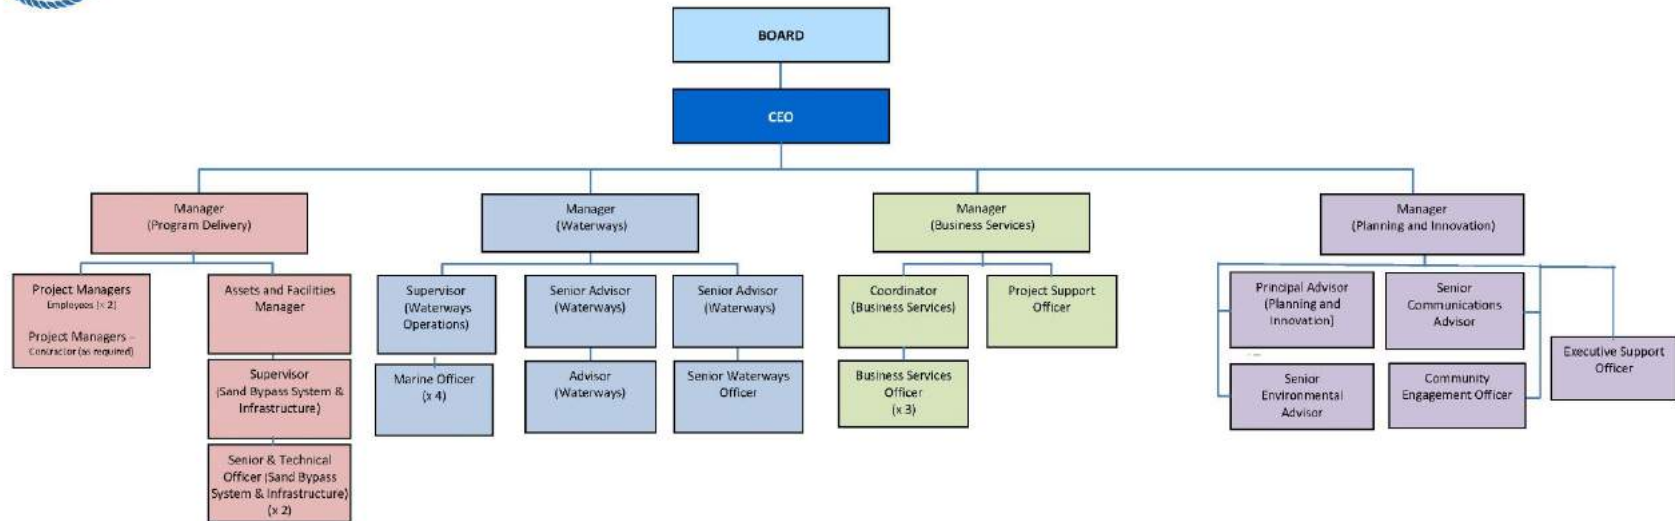 BOARD
CEO
Manager
(Program Delivery)
Manager
(Waterways)
Manager
(Business Services)
Manager
(Planning and Innovation)
Project Managers
Employees (x 2)
Project Managers –
Contractor (as required)
Assets and Facilities
Manager
Supervisor
(Sand Bypass System &
Infrastructure)
Senior & Technical
Officer (Sand Bypass
System & Infrastructure)
(x 2)
Supervisor
(Waterways
Operations)
Marine Officer
(x 4)
Senior Advisor
(Waterways)
Advisor
(Waterways)
Senior Advisor
(Waterways)
Senior Waterways
Officer
Coordinator
(Business Services)
Business Services
Officer
(x 3)
Project Support
Officer
Principal Advisor
(Planning and
Innovation)
Senior
Communications
Advisor
Senior
Environmental
Advisor
Community
Engagement Officer
Executive Support
Officer